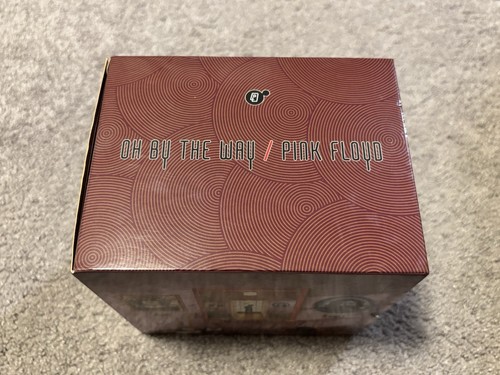 OH BY THE WAY / PINK FLOYD